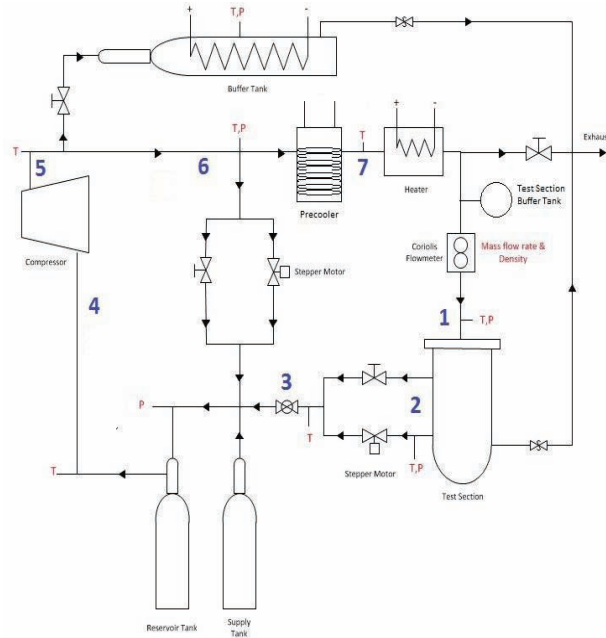 +
T,P
-
Buffer Tank
T
5
T,P
6
T
7
+
-
Exhaus
Precooler
Heater
Test Section
Buffer Tank
Compressor
Stepper Motor
Coriolis
Flowmeter
Mass flow rate &
Density
4
1
T,P
3
2
P
T
T,P
Stepper Motor
Test Section
T
Reservoir Tank
Supply
Tank